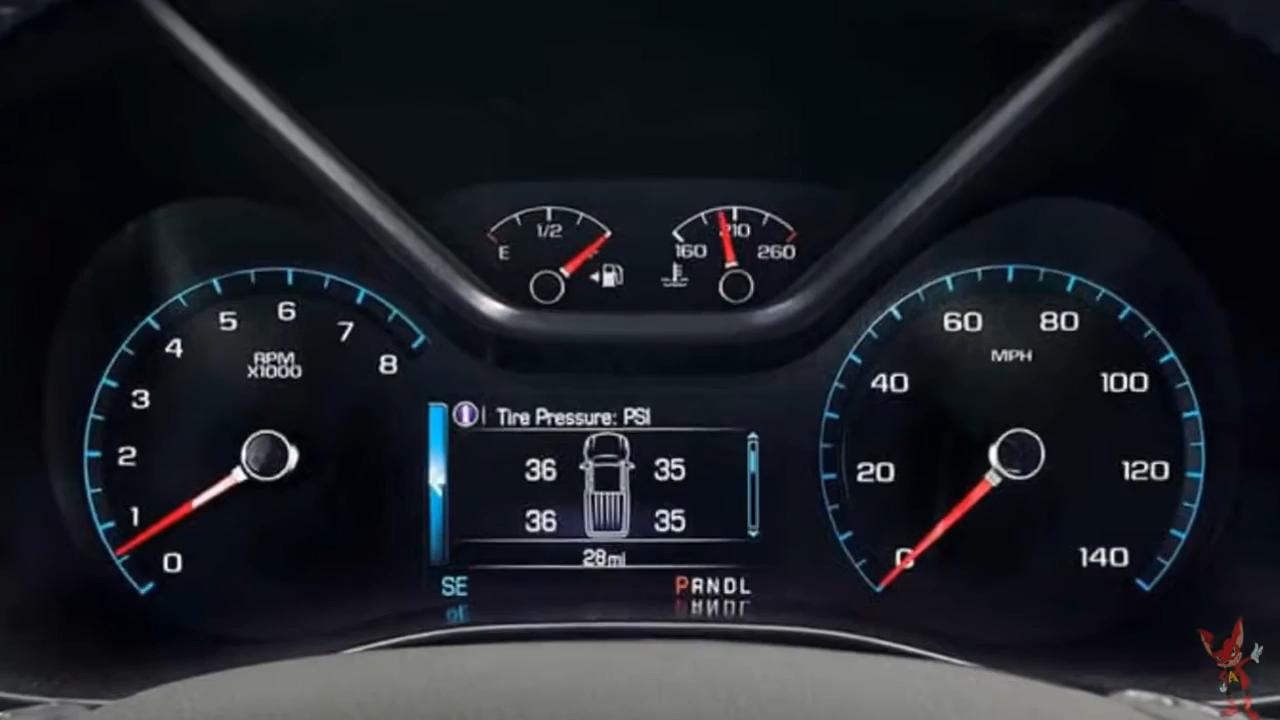 E 1/2
160 210 260
0 1 2 3 4 5 6 7 8
RPM
X1000
Tire Pressure: PSI
36 35
36 35
28mi
SE PRNDL
0 20 40 60 80 100 120 140
MPH